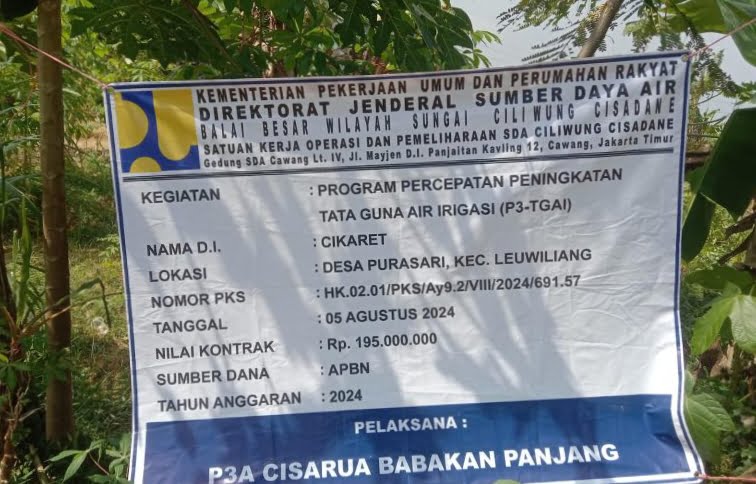 KEMENTERIAN PEKERJAAN UMUM DAN PERUMAHAN RAKYAT
DIREKTORAT JENDERAL SUMBER DAYA AIR
BALAI BESAR WILAYAH SUNGAI CILIWUNG CISADANE
SATUAN KERJA OPERASI DAN PEMELIHARAAN SDA CILIWUNG CISADANE
Gedung SDA Cawang Lt. IV, Jl. Mayjen D.I. Panjaitan Kavling 12, Cawang, Jakarta Timur
KEGIATAN : PROGRAM PERCEPATAN PENINGKATAN
TATA GUNA AIR IRIGASI (P3-TGAI)
NAMA D.I. : CIKARET
LOKASI : DESA PURASARI, KEC. LEUWILIANG
NOMOR PKS : HK.02.01/PKS/Ay9.2/VIII/2024/691.57
TANGGAL : 05 AGUSTUS 2024
NILAI KONTRAK : Rp. 195.000.000
SUMBER DANA : APBN
TAHUN ANGGARAN : 2024
PELAKSANA :
P3A CISARUA BABAKAN PANJANG